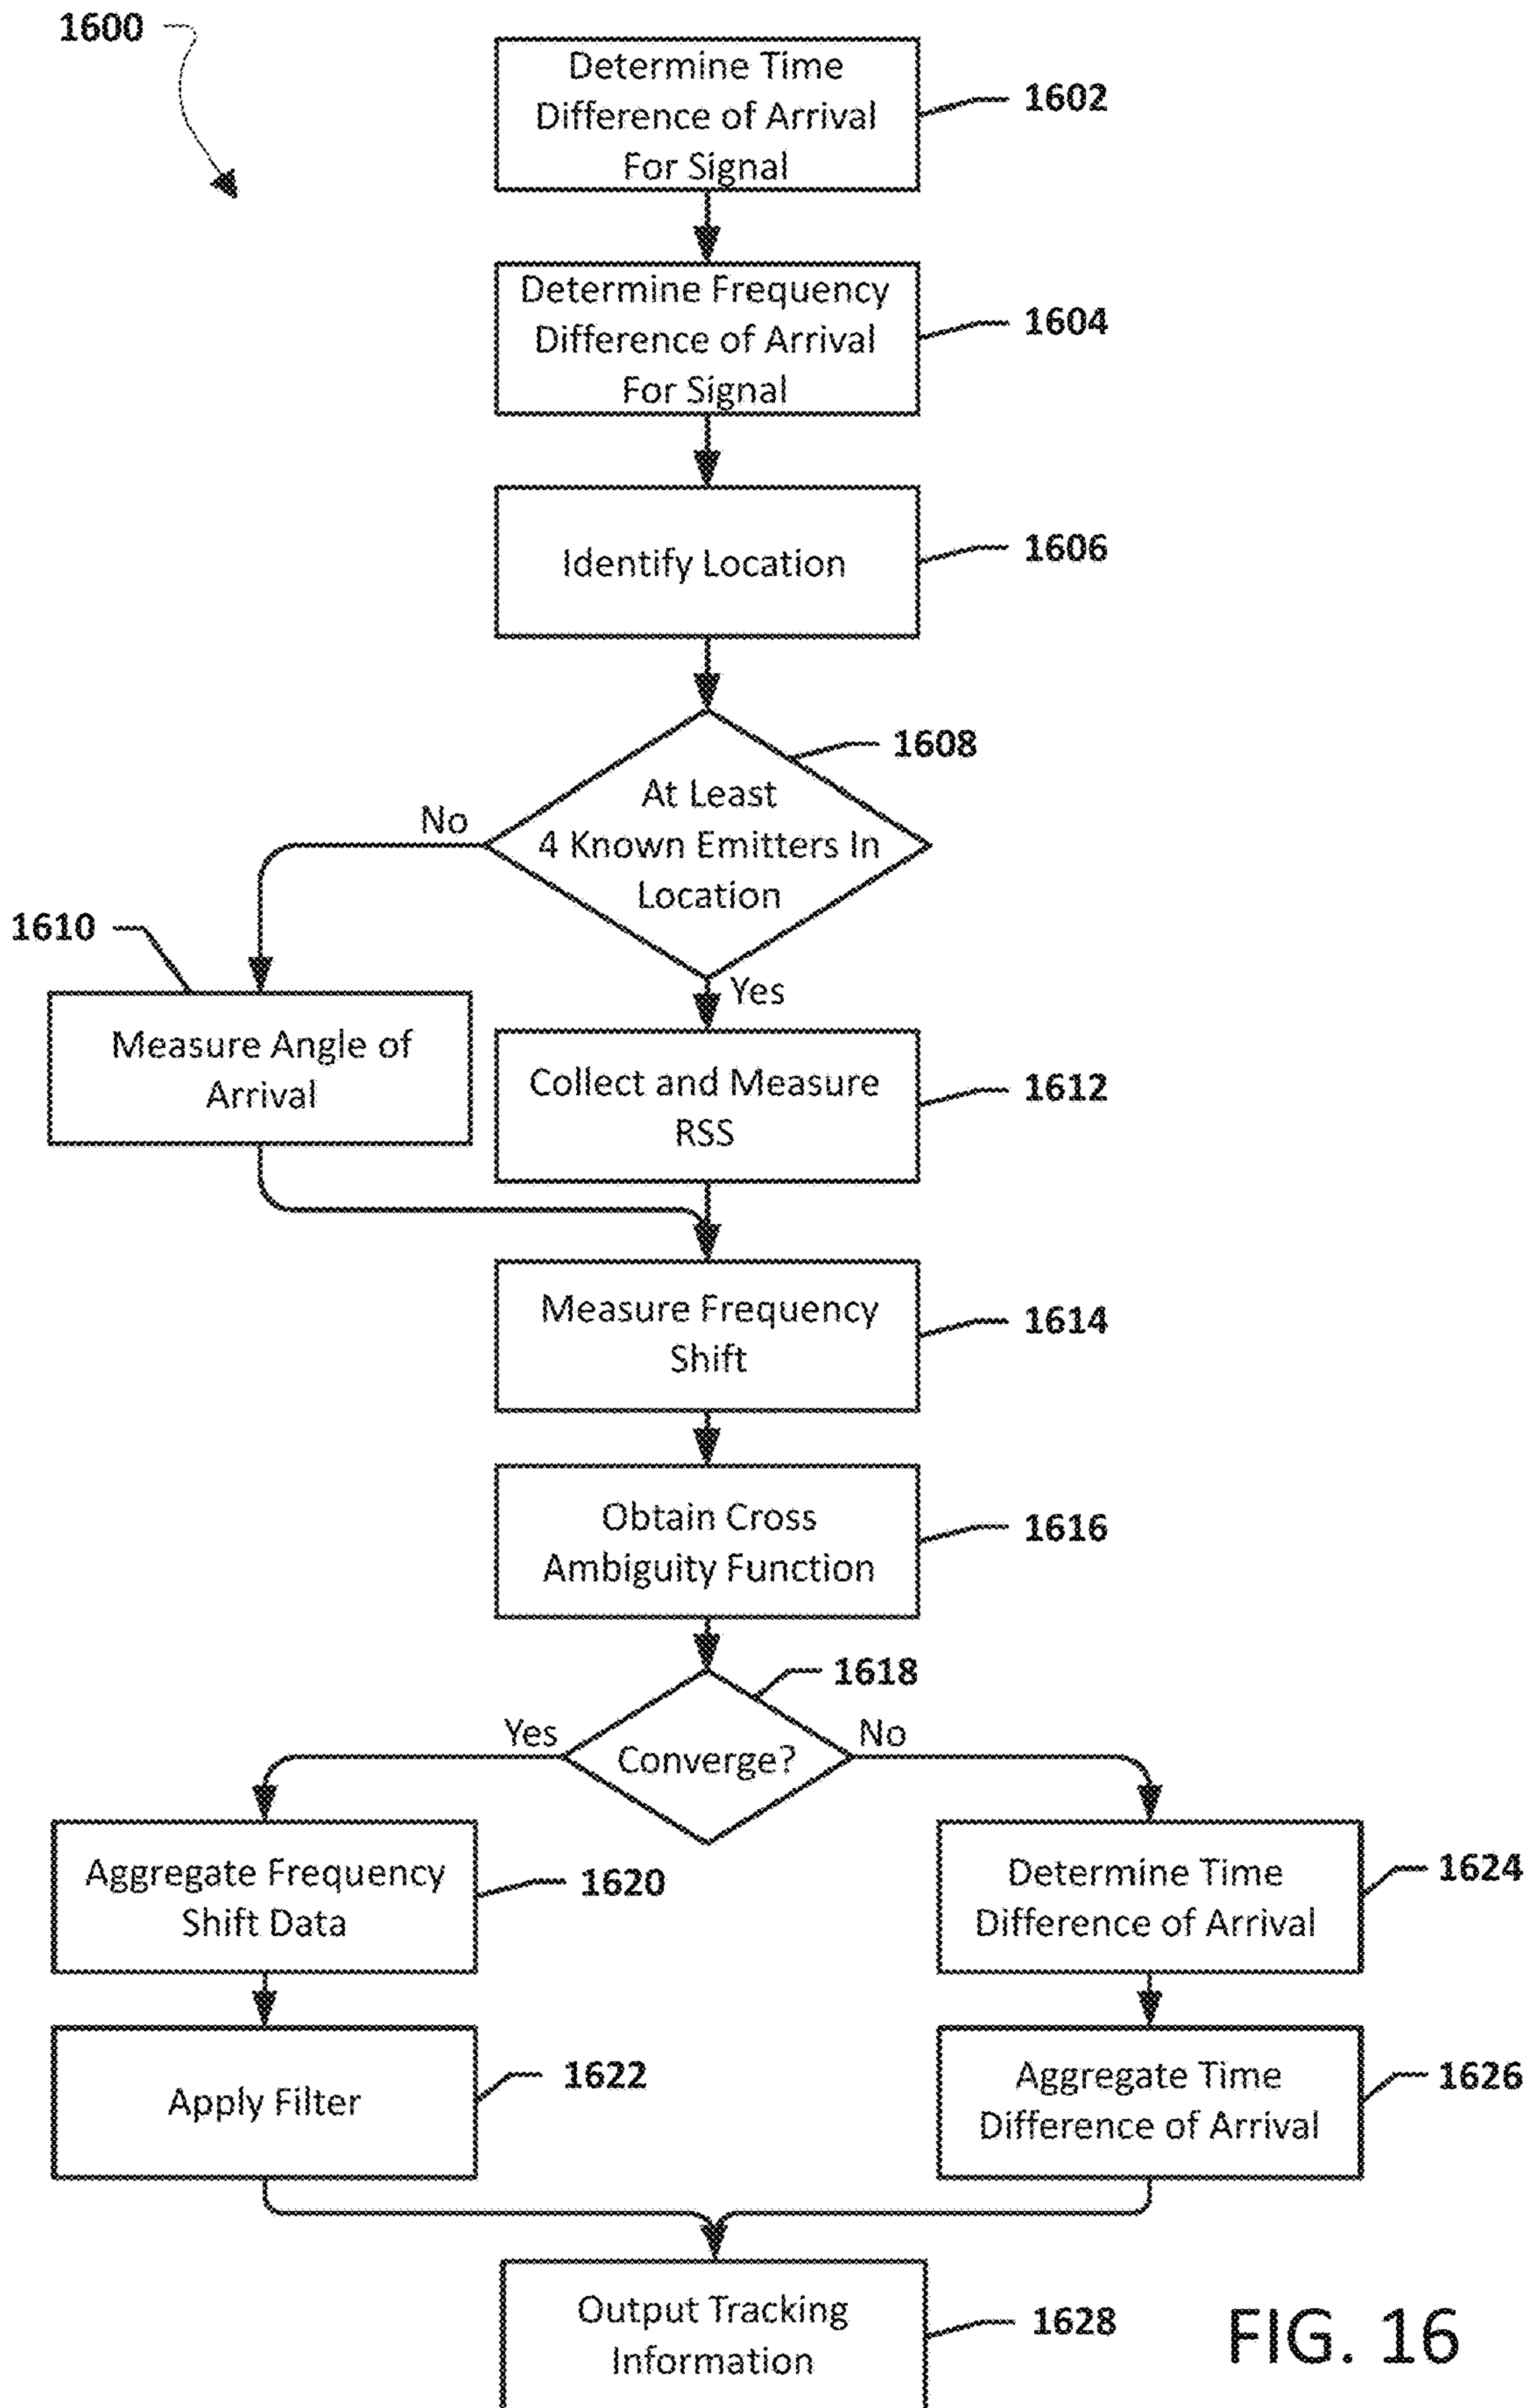 1600
Determine Time
Difference of Arrival
For Signal
1602
Determine Frequency
Difference of Arrival
For Signal
1604
Identify Location
1606
1608
At Least
4 Known Emitters In
Location
No
Yes
1610
Measure Angle of
Arrival
Collect and Measure
RSS
1612
Measure Frequency
Shift
1614
Obtain Cross
Ambiguity Function
1616
1618
Converge?
Yes
No
Aggregate Frequency
Shift Data
1620
Determine Time
Difference of Arrival
1624
Apply Filter
1622
Aggregate Time
Difference of Arrival
1626
Output Tracking
Information
1628
FIG. 16